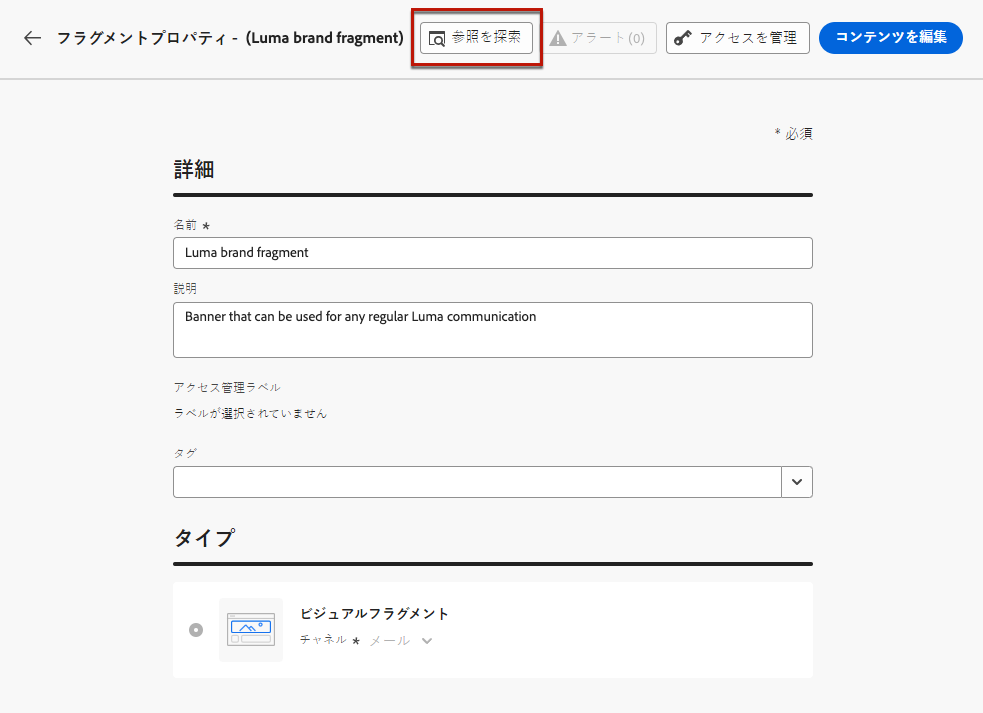 フラグメントプロパティ - (Luma brand fragment) 参照を探索 アラート (0) アクセスを管理 コンテンツを編集
* 必須
詳細
名前 *
Luma brand fragment
説明
Banner that can be used for any regular Luma communication
アクセス管理ラベル
ラベルが選択されていません
タグ
タイプ
ビジュアルフラグメント
チャネル * メール